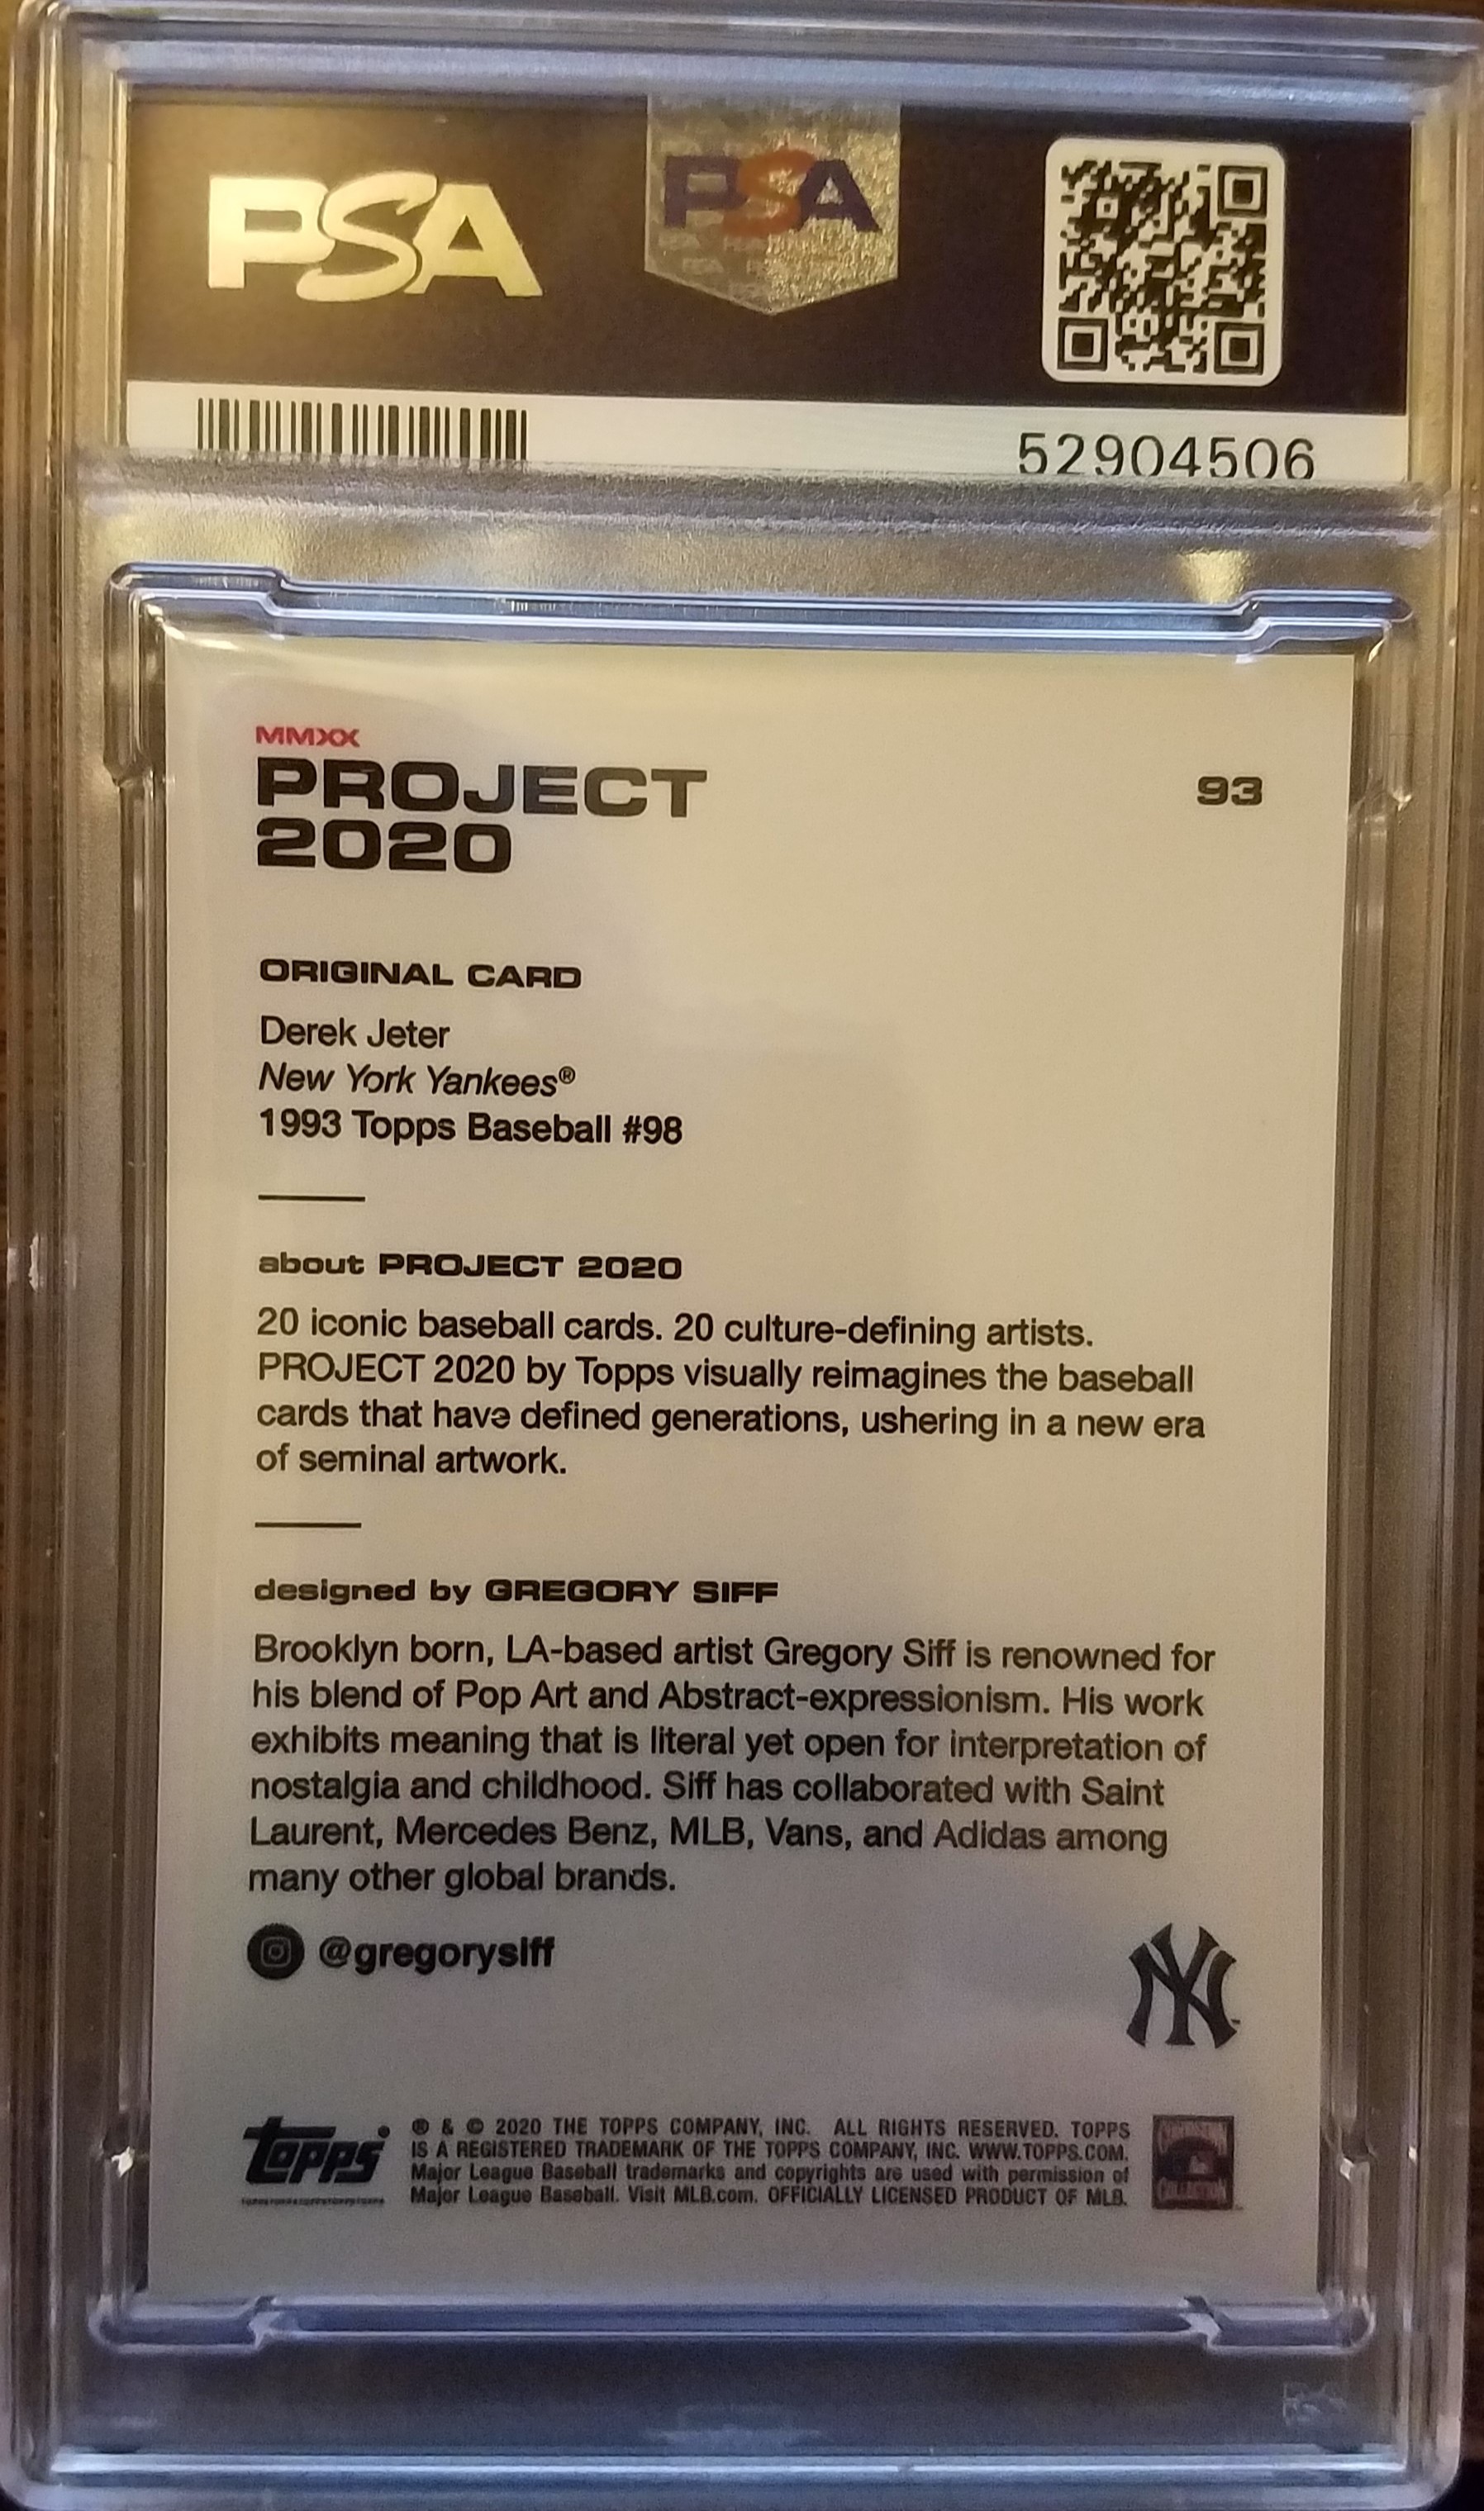 PSA
PSA
52904506
MMXX
PROJECT
2020
93
ORIGINAL CARD
Derek Jeter
New York Yankees®
1993 Topps Baseball #98
about PROJECT 2020
20 iconic baseball cards. 20 culture-defining artists.
PROJECT 2020 by Topps visually reimagines the baseball
cards that have defined generations, ushering in a new era
of seminal artwork.
designed by GREGORY SIFF
Brooklyn born, LA-based artist Gregory Siff is renowned for
his blend of Pop Art and Abstract-expressionism. His work
exhibits meaning that is literal yet open for interpretation of
nostalgia and childhood. Siff has collaborated with Saint
Laurent, Mercedes Benz, MLB, Vans, and Adidas among
many other global brands.
@gregorysiff
NY
topps
® & © 2020 THE TOPPS COMPANY, INC. ALL RIGHTS RESERVED. TOPPS
IS A REGISTERED TRADEMARK OF THE TOPPS COMPANY, INC. WWW.TOPPS.COM.
Major League Baseball trademarks and copyrights are used with permission of
Major League Baseball. Visit MLB.com. OFFICIALLY LICENSED PRODUCT OF MLB.